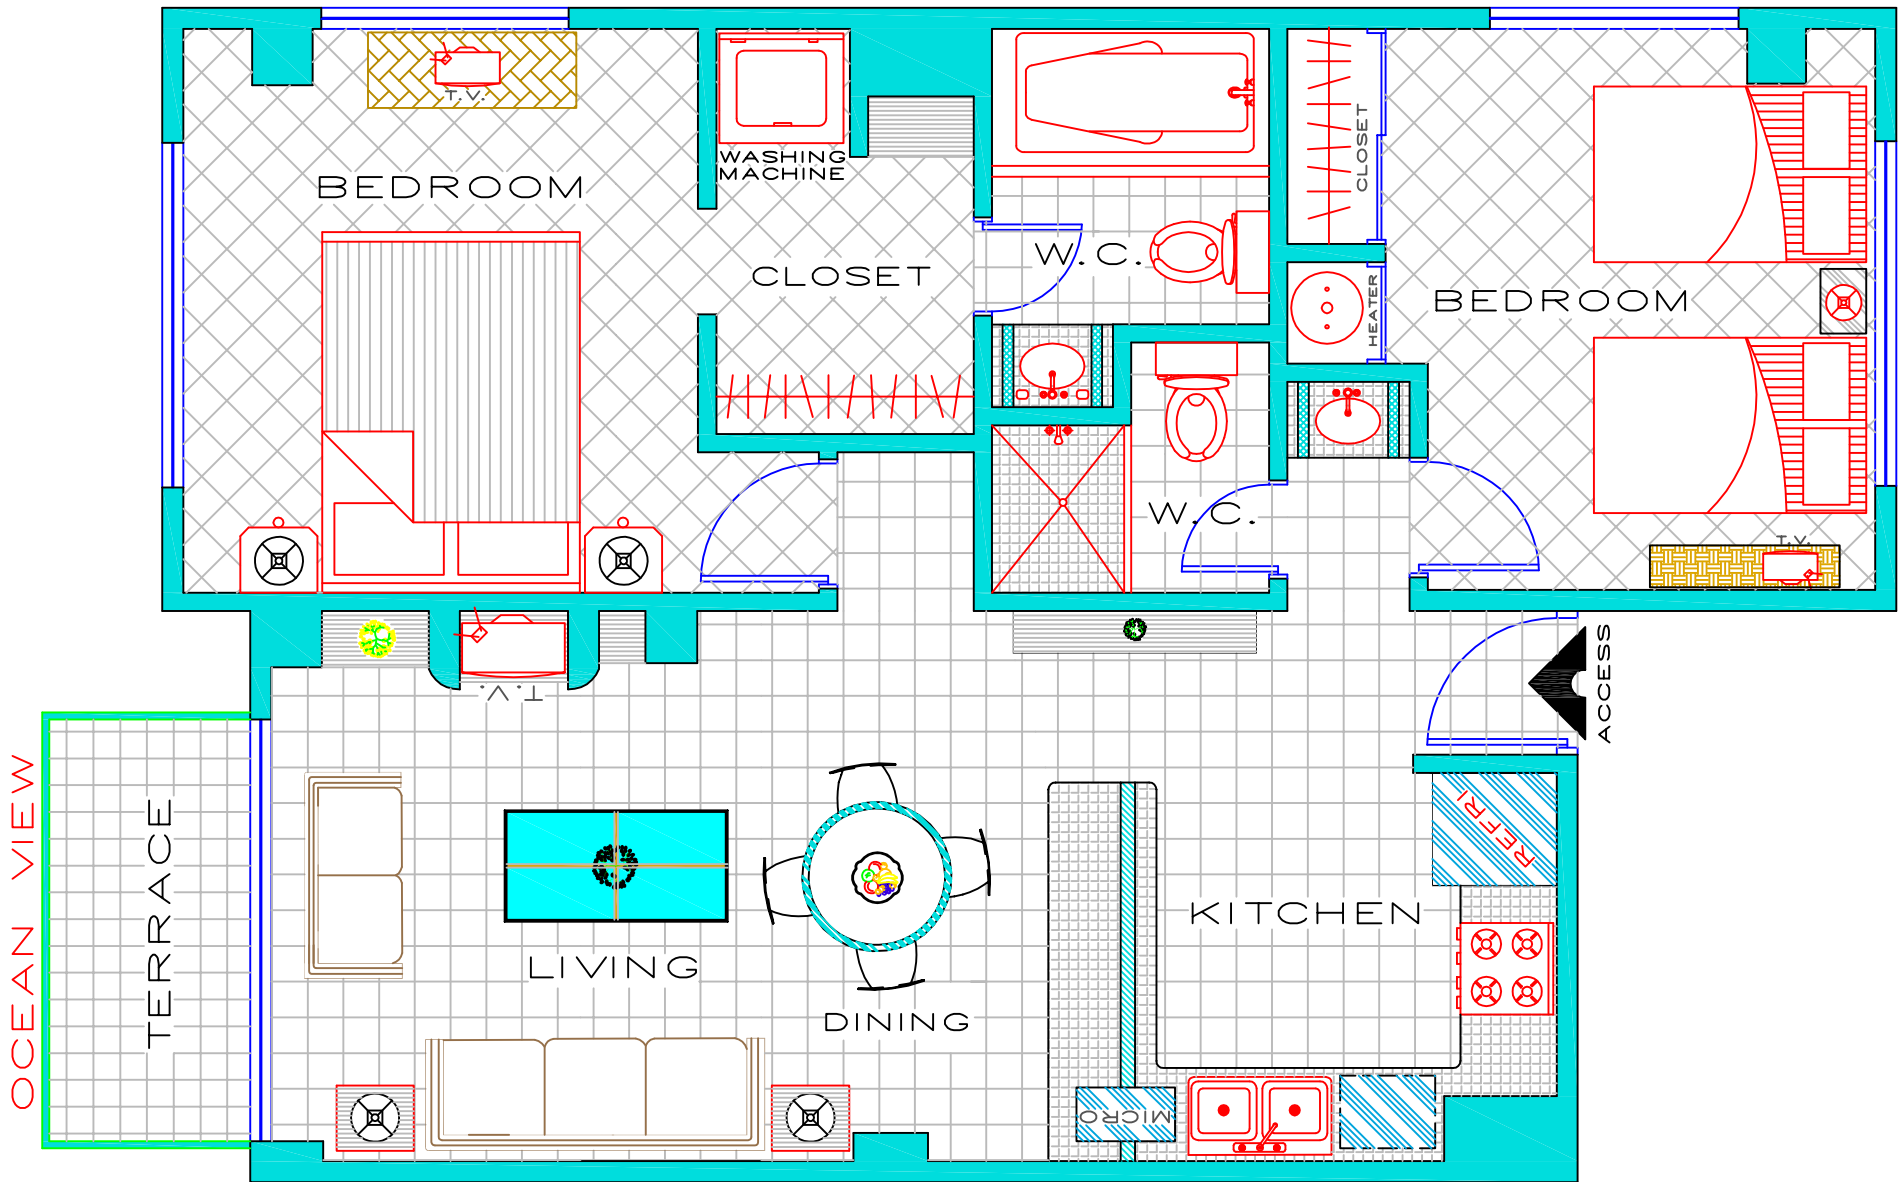 T.V.
WASHING
MACHINE
BEDROOM
CLOSET
W.C.
CLOSET
HEATER
BEDROOM
W.C.
T.V.
T.V.
ACCESS
OCEAN VIEW
TERRACE
LIVING
DINING
KITCHEN
REFRI
MICRO